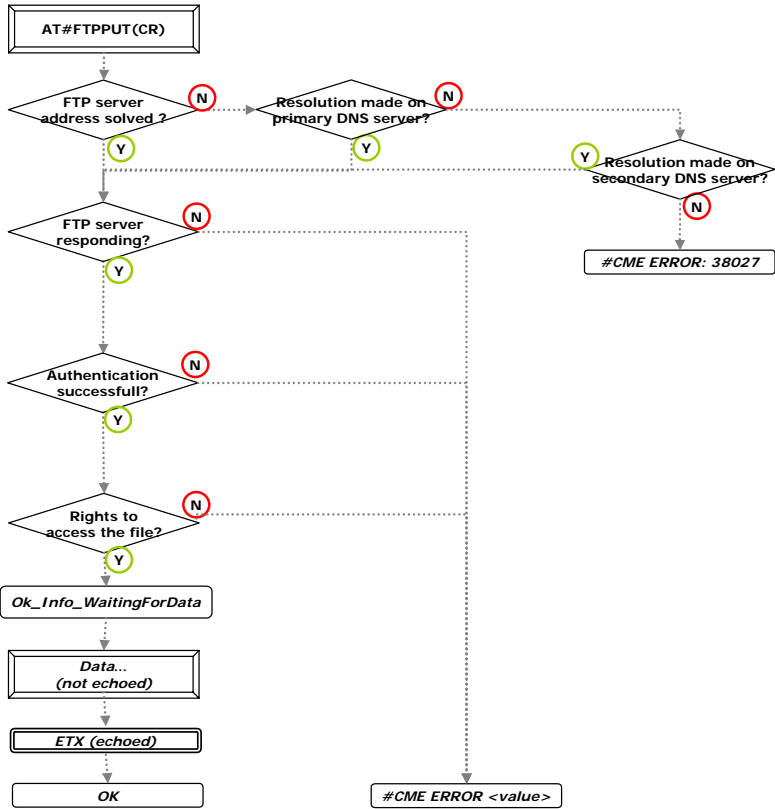 AT#FTPPUT(CR)
FTP server
address solved ?
N
Resolution made on
primary DNS server?
N
Y
Y
Y
Resolution made on
secondary DNS server?
N
FTP server
responding?
N
Y
#CME ERROR: 38027
Authentication
successfull?
N
Y
Rights to
access the file?
N
Y
Ok_Info_WaitingForData
Data...
(not echoed)
ETX (echoed)
OK
#CME ERROR <value>